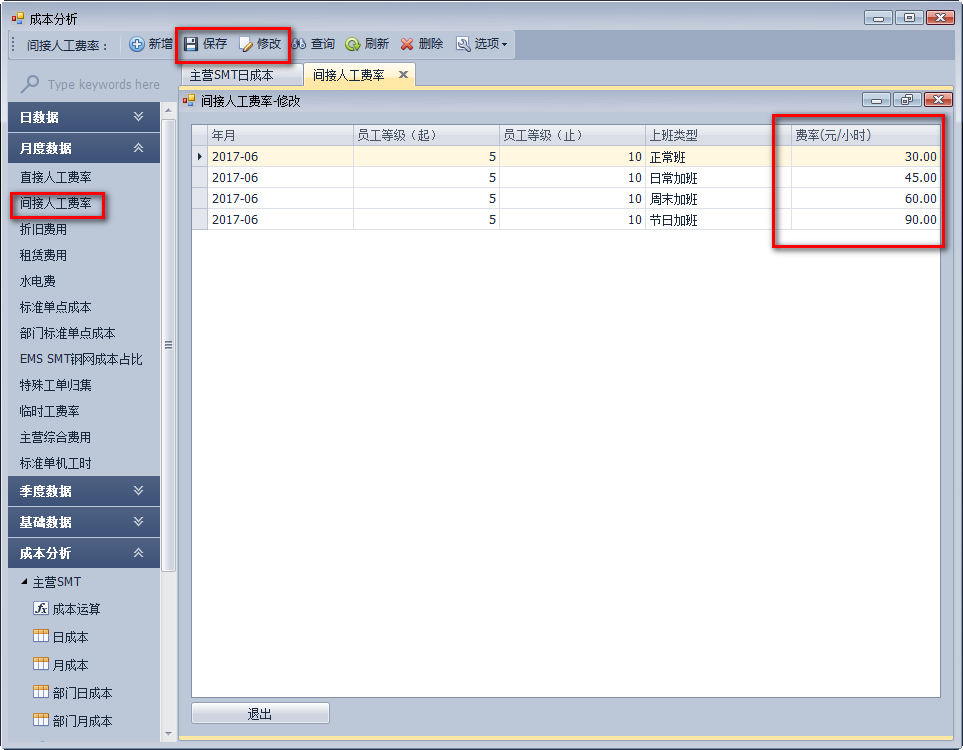 成本分析
间接人工费率： 新增 保存 修改 查询 刷新 删除 选项
Type keywords here
主营SMT日成本 间接人工费率
间接人工费率-修改
日数据
月度数据
直接人工费率
间接人工费率
折旧费用
租赁费用
水电费
标准单点成本
部门标准单点成本
EMS SMT钢网成本占比
特殊工单归集
临时工费率
主营综合费用
标准单机工时
季度数据
基础数据
成本分析
主营SMT
成本运算
日成本
月成本
部门日成本
部门月成本
年月 员工等级（起） 员工等级（止） 上班类型 费率(元/小时)
2017-06 5 10 正常班 30.00
2017-06 5 10 日常加班 45.00
2017-06 5 10 周末加班 60.00
2017-06 5 10 节日加班 90.00
退出